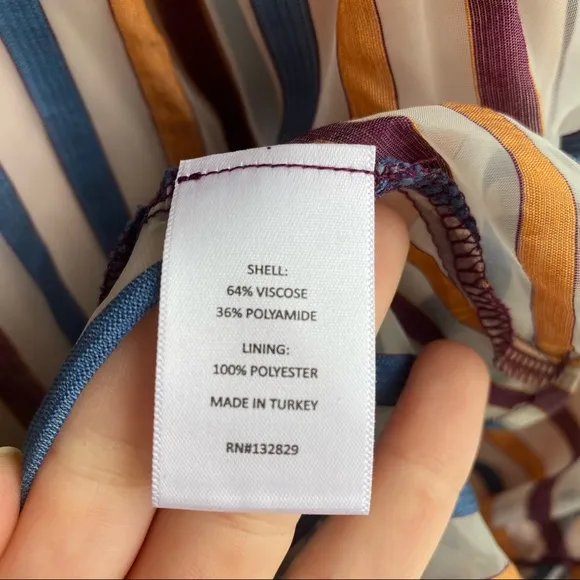 SHELL:
64% VISCOSE
36% POLYAMIDE
LINING:
100% POLYESTER
MADE IN TURKEY
RN#132829